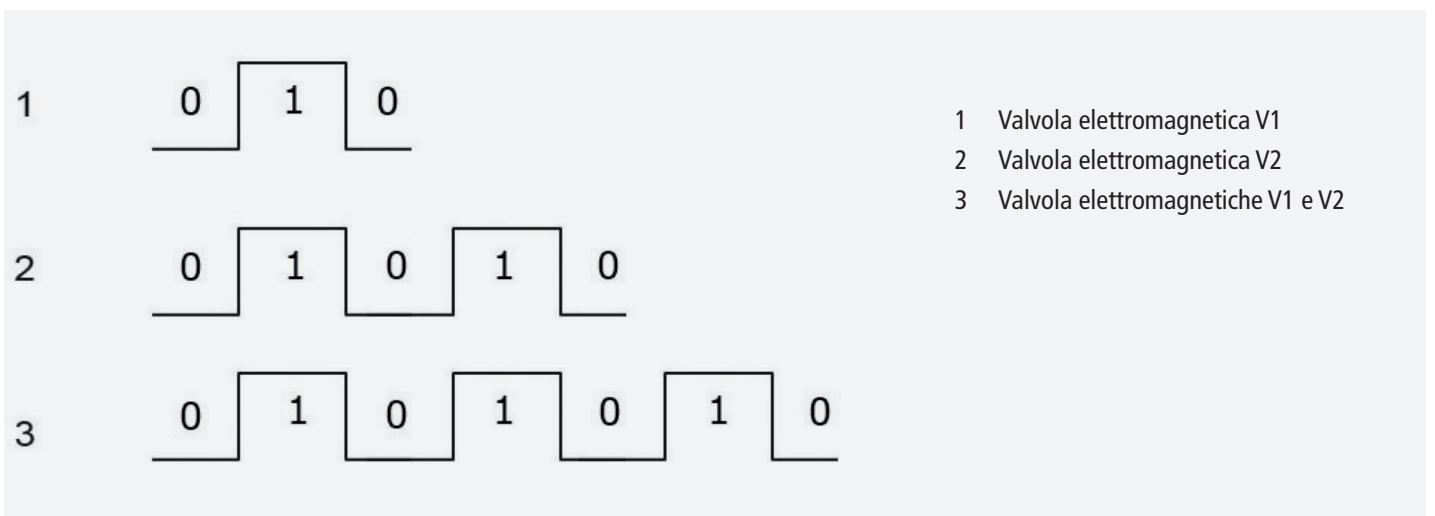 1 0 1 0
2 0 1 0 1 0
3 0 1 0 1 0 1 0
1 Valvola elettromagnetica V1
2 Valvola elettromagnetica V2
3 Valvola elettromagnetiche V1 e V2